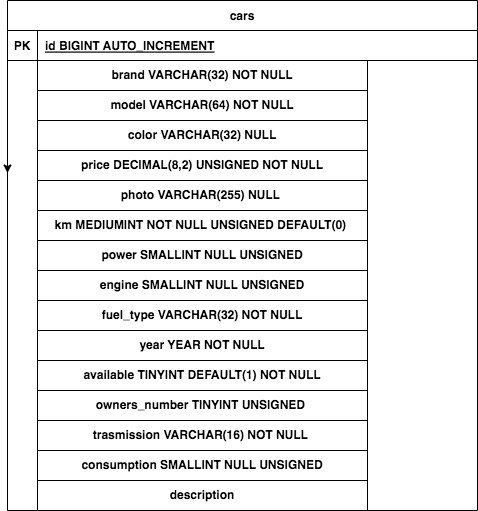 cars
PK id BIGINT AUTO_INCREMENT
brand VARCHAR(32) NOT NULL
model VARCHAR(64) NOT NULL
color VARCHAR(32) NULL
price DECIMAL(8,2) UNSIGNED NOT NULL
photo VARCHAR(255) NULL
km MEDIUMINT NOT NULL UNSIGNED DEFAULT(0)
power SMALLINT NULL UNSIGNED
engine SMALLINT NULL UNSIGNED
fuel_type VARCHAR(32) NOT NULL
year YEAR NOT NULL
available TINYINT DEFAULT(1) NOT NULL
owners_number TINYINT UNSIGNED
trasmission VARCHAR(16) NOT NULL
consumption SMALLINT NULL UNSIGNED
description